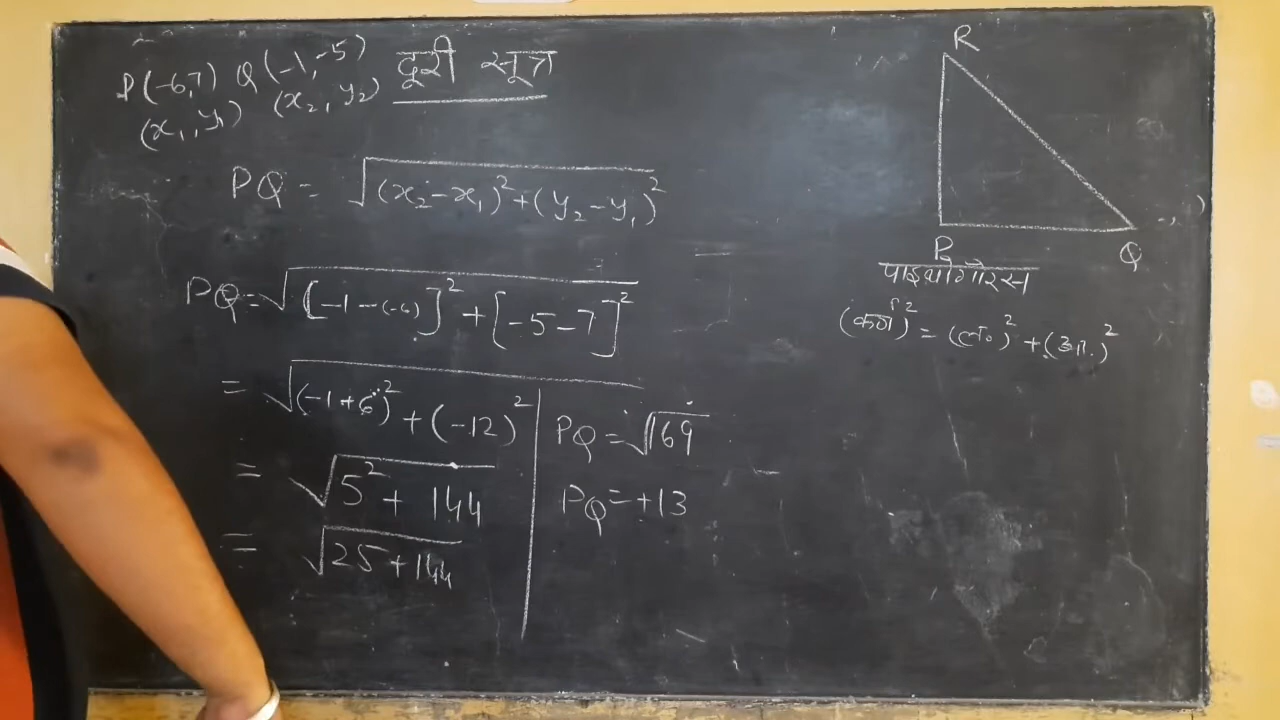 P(-6,7) Q(-1,-5) दूरी सूत्र
(x₁,y₁) (x₂,y₂)
PQ = √(x₂-x₁)²+(y₂-y₁)²
PQ=√[-1-(-6)]²+[-5-7]²
= √(-1+6)²+(-12)²
= √5²+144
= √25+144
PQ=√169
PQ=+13
R
P
Q
पाइथागोरस
(कर्ण)² = (ल०)² +(आ.)²